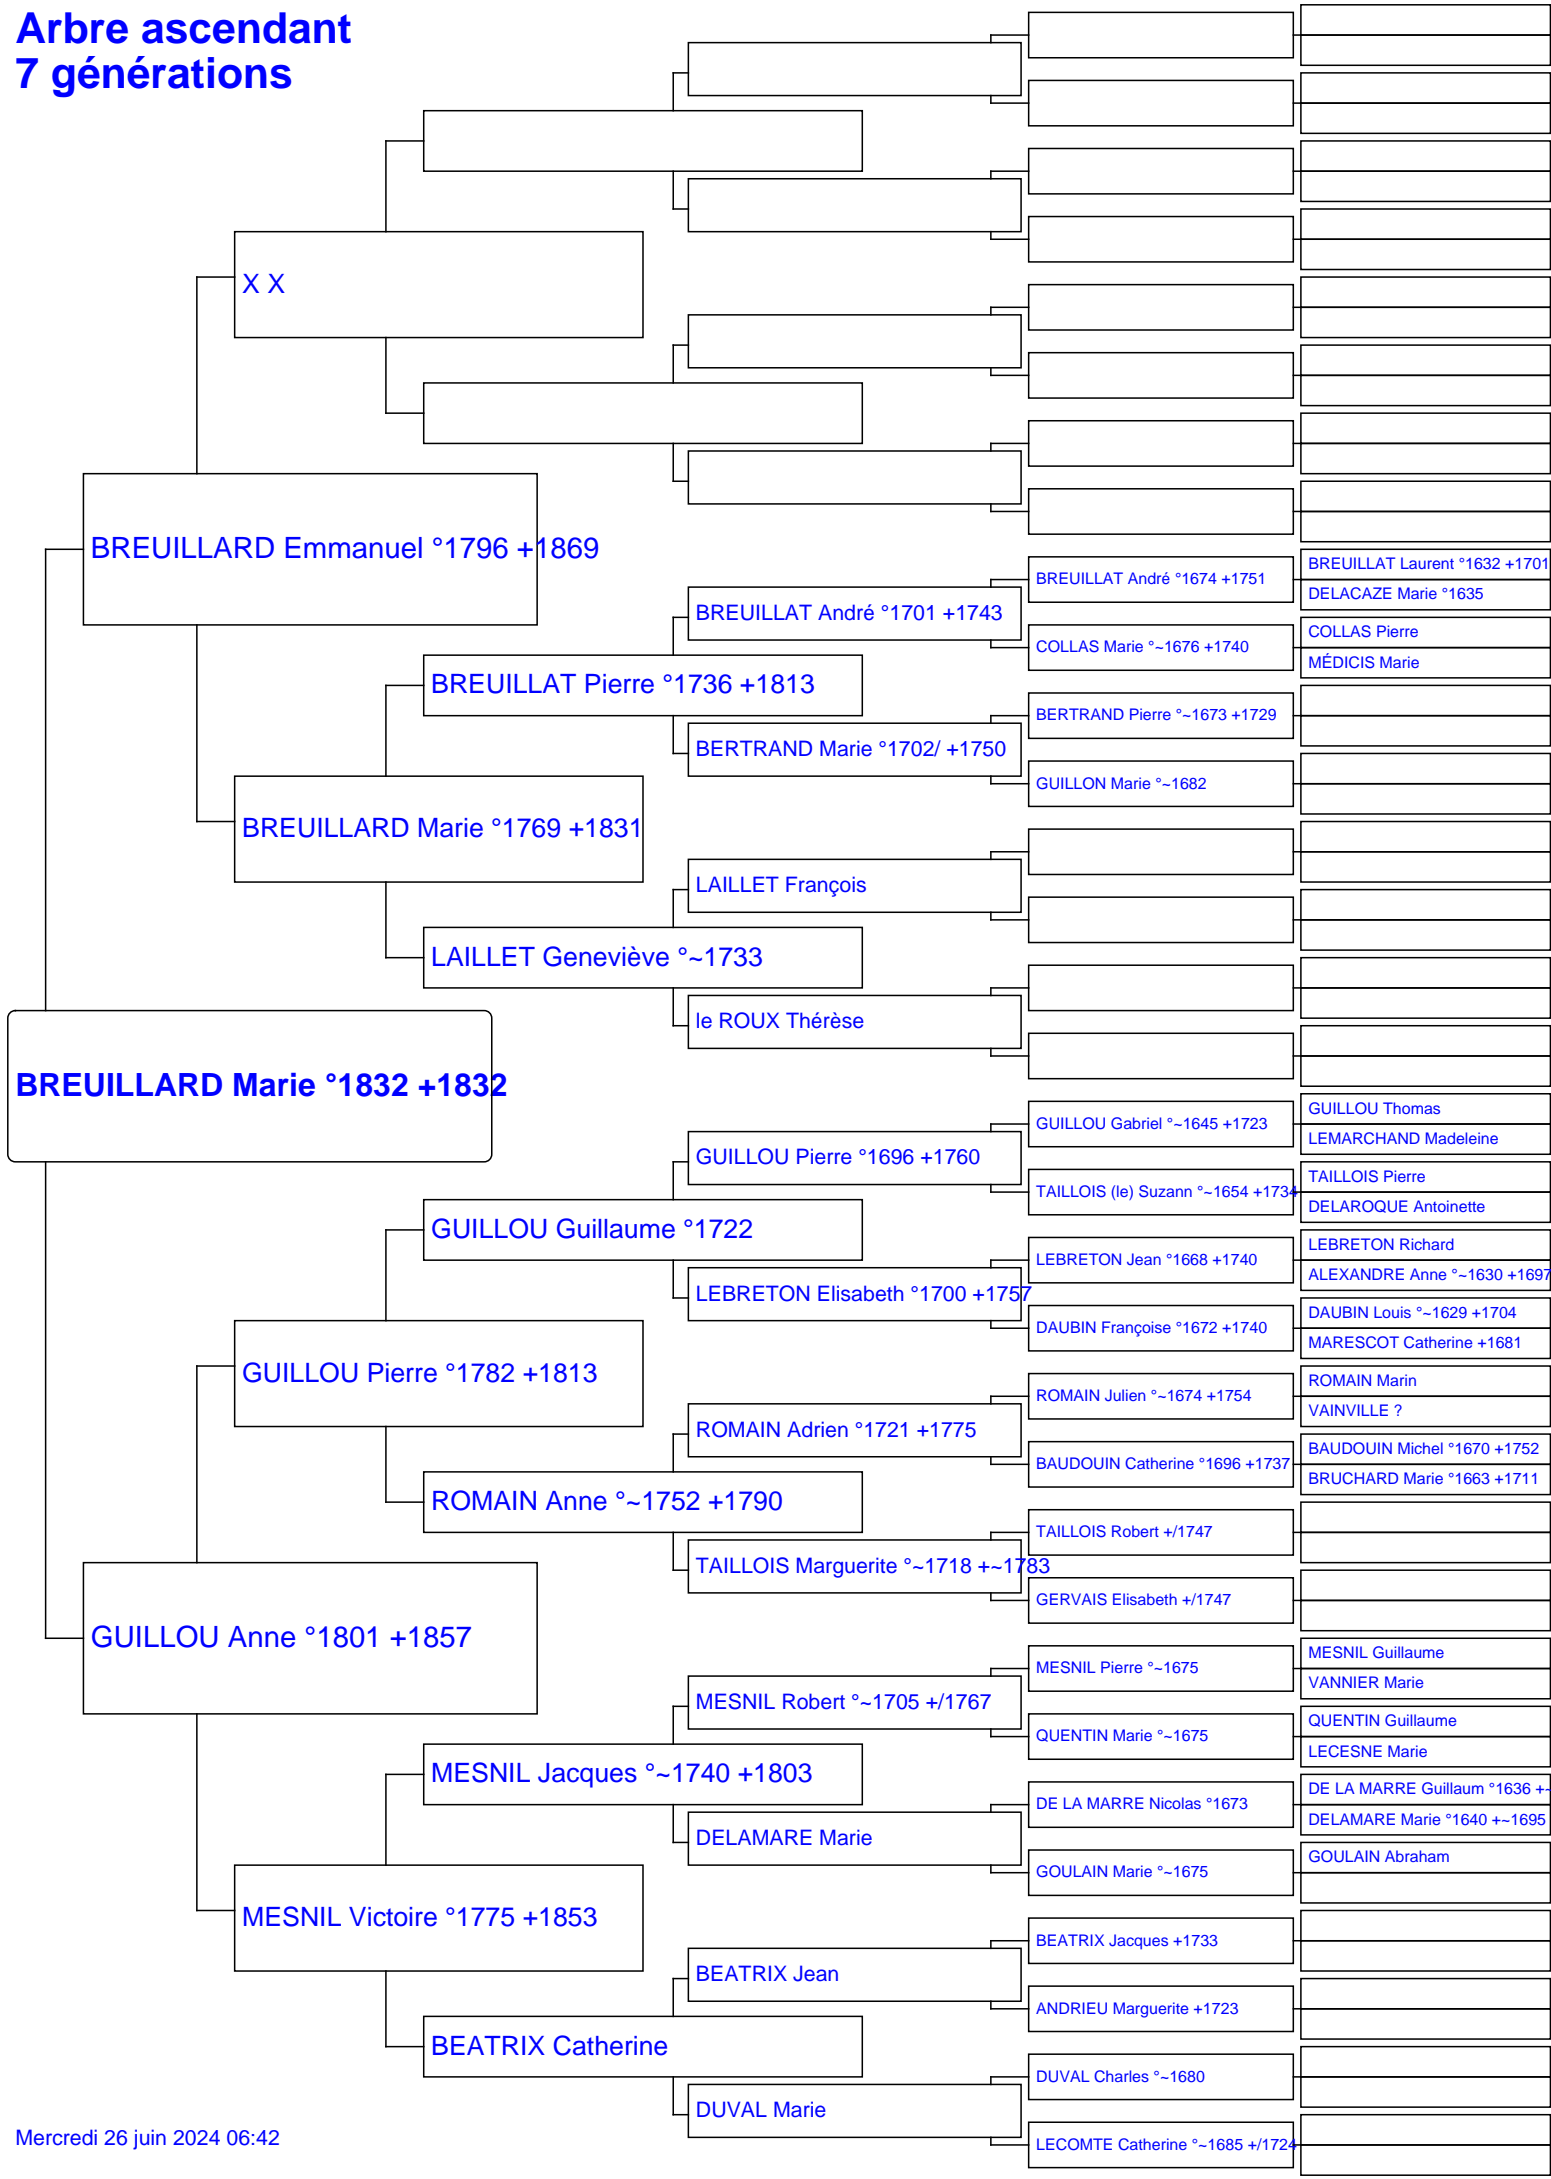 Arbre ascendant
7 générations
X X
BREUILLARD Emmanuel °1796 +1869
BREUILLAT Laurent °1632 +1701
BREUILLAT André °1674 +1751
DELACAZE Marie °1635
BREUILLAT André °1701 +1743
COLLAS Pierre
COLLAS Marie °~1676 +1740
MÉDICIS Marie
BREUILLAT Pierre °1736 +1813
BERTRAND Pierre °~1673 +1729
BERTRAND Marie °1702/ +1750
GUILLON Marie °~1682
BREUILLARD Marie °1769 +1831
LAILLET François
LAILLET Geneviève °~1733
le ROUX Thérèse
BREUILLARD Marie °1832 +1832
GUILLOU Thomas
GUILLOU Gabriel °~1645 +1723
LEMARCHAND Madeleine
GUILLOU Pierre °1696 +1760
TAILLOIS Pierre
TAILLOIS (le) Suzann °~1654 +1734
DELAROQUE Antoinette
GUILLOU Guillaume °1722
LEBRETON Richard
LEBRETON Jean °1668 +1740
ALEXANDRE Anne °~1630 +1697
LEBRETON Elisabeth °1700 +1757
DAUBIN Louis °~1629 +1704
DAUBIN Françoise °1672 +1740
MARESCOT Catherine +1681
GUILLOU Pierre °1782 +1813
ROMAIN Marin
ROMAIN Julien °~1674 +1754
VAINVILLE ?
ROMAIN Adrien °1721 +1775
BAUDOUIN Michel °1670 +1752
BAUDOUIN Catherine °1696 +1737
BRUCHARD Marie °1663 +1711
ROMAIN Anne °~1752 +1790
TAILLOIS Robert +/1747
TAILLOIS Marguerite °~1718 +~1783
GERVAIS Elisabeth +/1747
GUILLOU Anne °1801 +1857
MESNIL Guillaume
MESNIL Pierre °~1675
VANNIER Marie
MESNIL Robert °~1705 +/1767
QUENTIN Guillaume
QUENTIN Marie °~1675
LECESNE Marie
MESNIL Jacques °~1740 +1803
DE LA MARRE Guillaum °1636 +~
DE LA MARRE Nicolas °1673
DELAMARE Marie °1640 +~1695
DELAMARE Marie
GOULAIN Abraham
GOULAIN Marie °~1675
MESNIL Victoire °1775 +1853
BEATRIX Jacques +1733
BEATRIX Jean
ANDRIEU Marguerite +1723
BEATRIX Catherine
DUVAL Charles °~1680
DUVAL Marie
LECOMTE Catherine °~1685 +/1724
Mercredi 26 juin 2024 06:42